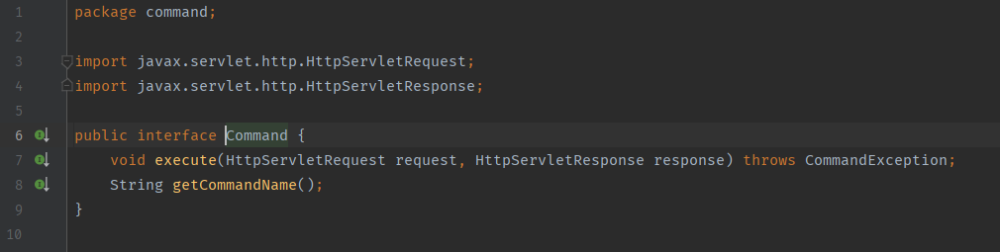 1 package command;
2
3 import javax.servlet.http.HttpServletRequest;
4 import javax.servlet.http.HttpServletResponse;
5
6 public interface Command {
7 void execute(HttpServletRequest request, HttpServletResponse response) throws CommandException;
8 String getCommandName();
9 }
10